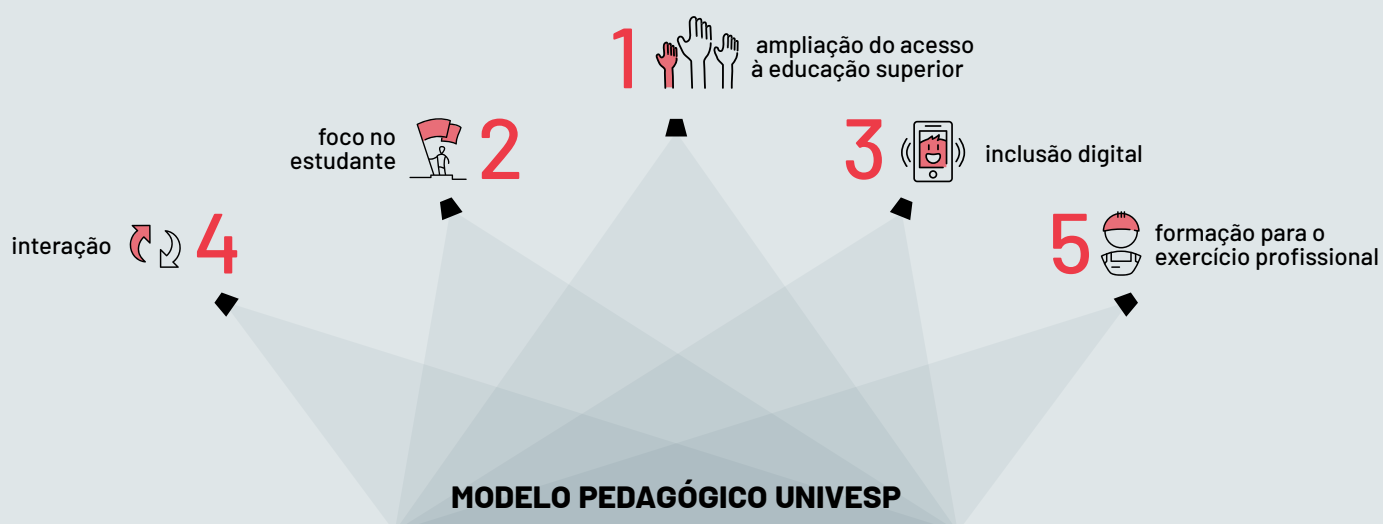 1
ampliação do acesso
à educação superior
foco no
estudante
2
3
inclusão digital
interação
4
5
formação para o
exercício profissional
MODELO PEDAGÓGICO UNIVESP